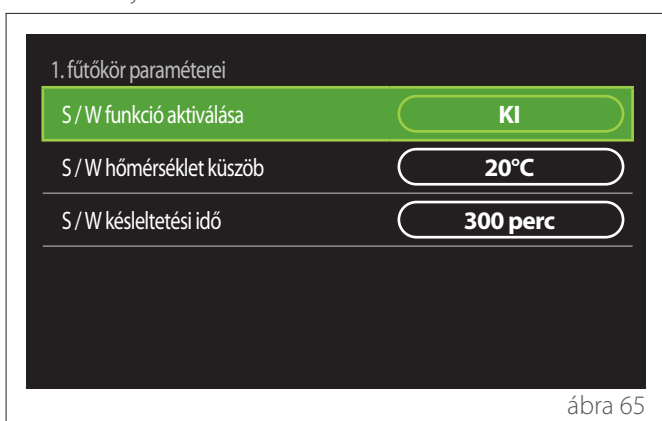 1. fűtőkör paraméterei
S / W funkció aktiválása KI
S / W hőmérséklet küszöb 20°C
S / W késleltetési idő 300 perc
ábra 65